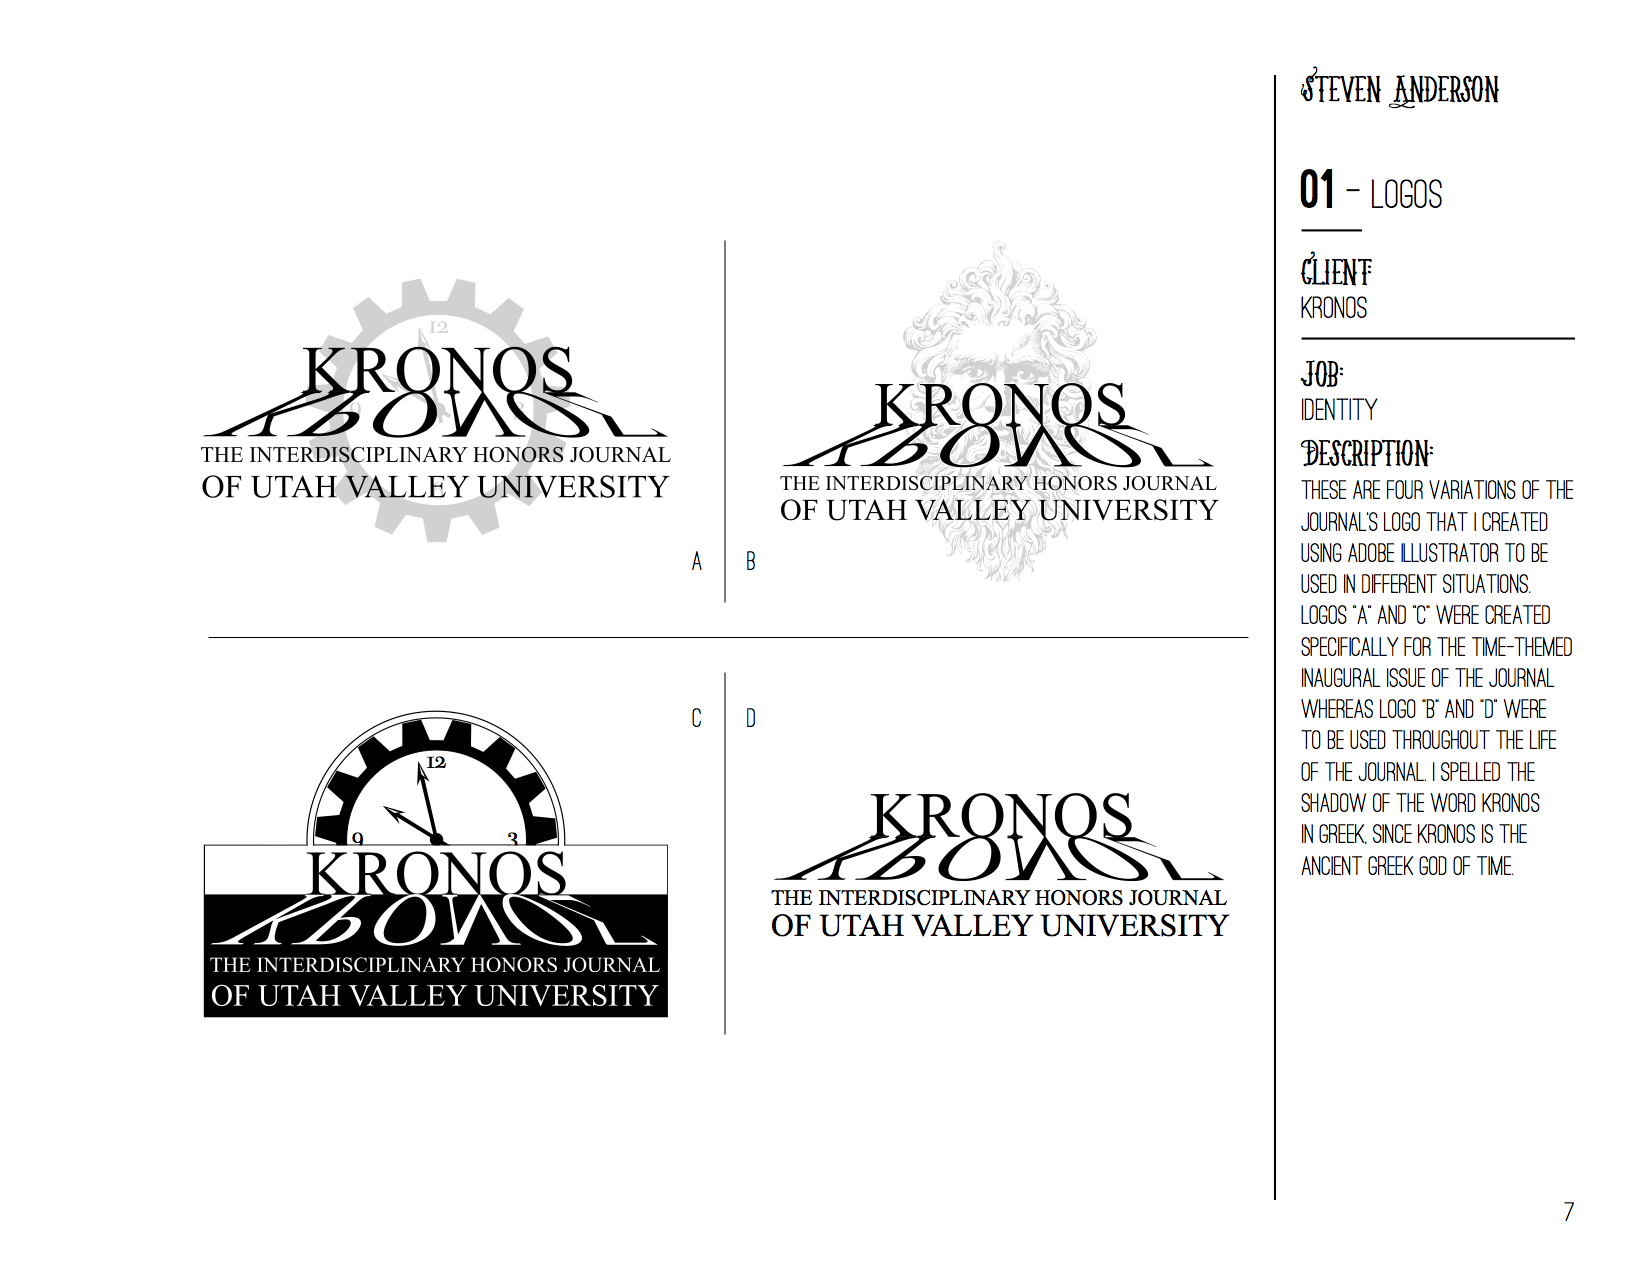 STEVEN ANDERSON
01 - LOGOS
CLIENT
KRONOS
JOB:
IDENTITY
DESCRIPTION:
THESE ARE FOUR VARIATIONS OF THE
JOURNAL'S LOGO THAT I CREATED
USING ADOBE ILLUSTRATOR TO BE
USED IN DIFFERENT SITUATIONS.
LOGOS "A" AND "C" WERE CREATED
SPECIFICALLY FOR THE TIME-THEMED
INAUGURAL ISSUE OF THE JOURNAL
WHEREAS LOGO "B" AND "D" WERE
TO BE USED THROUGHOUT THE LIFE
OF THE JOURNAL. I SPELLED THE
SHADOW OF THE WORD KRONOS
IN GREEK, SINCE KRONOS IS THE
ANCIENT GREEK GOD OF TIME.
12
KRONOS
9 3
Κρονος
THE INTERDISCIPLINARY HONORS JOURNAL
OF UTAH VALLEY UNIVERSITY
A
KRONOS
Κρονος
THE INTERDISCIPLINARY HONORS JOURNAL
OF UTAH VALLEY UNIVERSITY
B
C
12
9 3
KRONOS
Κρονος
THE INTERDISCIPLINARY HONORS JOURNAL
OF UTAH VALLEY UNIVERSITY
D
KRONOS
Κρονος
THE INTERDISCIPLINARY HONORS JOURNAL
OF UTAH VALLEY UNIVERSITY
7